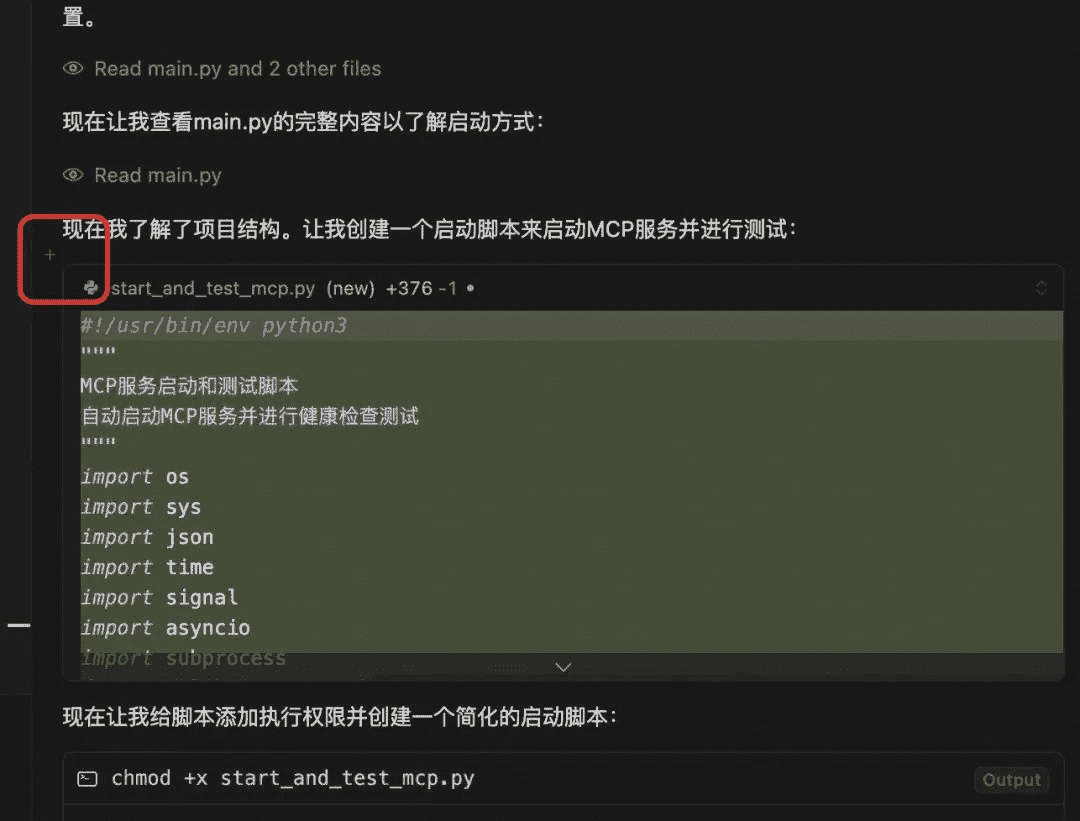 置。
Read main.py and 2 other files
现在让我查看main.py的完整内容以了解启动方式：
Read main.py
现在我了解了项目结构。让我创建一个启动脚本来启动MCP服务并进行测试：
+
start_and_test_mcp.py (new) +376 -1 •
#!/usr/bin/env python3
"""
MCP服务启动和测试脚本
自动启动MCP服务并进行健康检查测试
"""
import os
import sys
import json
import time
import signal
import asyncio
import subprocess
现在让我给脚本添加执行权限并创建一个简化的启动脚本：
chmod +x start_and_test_mcp.py Output